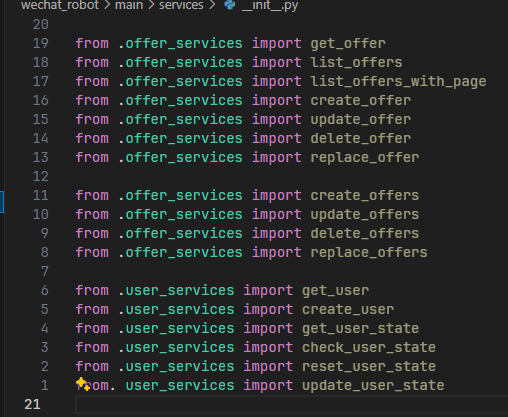 wechat_robot > main > services > __init__.py
20
19 from .offer_services import get_offer
18 from .offer_services import list_offers
17 from .offer_services import list_offers_with_page
16 from .offer_services import create_offer
15 from .offer_services import update_offer
14 from .offer_services import delete_offer
13 from .offer_services import replace_offer
12
11 from .offer_services import create_offers
10 from .offer_services import update_offers
9 from .offer_services import delete_offers
8 from .offer_services import replace_offers
7
6 from .user_services import get_user
5 from .user_services import create_user
4 from .user_services import get_user_state
3 from .user_services import check_user_state
2 from .user_services import reset_user_state
1 from. user_services import update_user_state
21